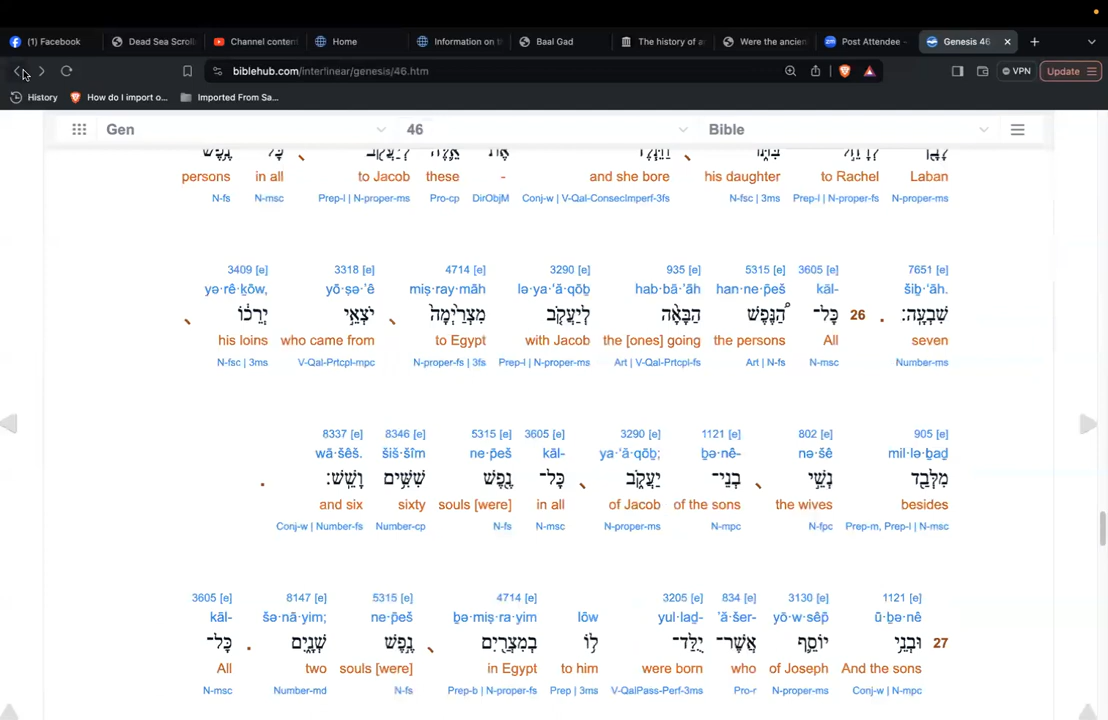 (1) Facebook Dead Sea Scroll Channel content Home Information on t Baal Gad The history of a Were the ancien Post Attendee - Genesis 46
biblehub.com/interlinear/genesis/46.htm VPN Update
History How do I import o... Imported From Sa...
Gen 46 Bible
נֶ֥פֶשׁ כָּל־ לְיַעֲקֹ֖ב אֵ֛לֶּה אֶת וַתֵּ֧לֶד בִּתּ֑וֹ לְרָחֵ֣ל לָבָ֖ן
persons in all to Jacob these - and she bore his daughter to Rachel Laban
N-fs N-msc Prep-l | N-proper-ms Pro-cp DirObjM Conj-w | V-Qal-ConsecImperf-3fs N-fsc | 3ms Prep-l | N-proper-fs N-proper-ms
3409 [e] 3318 [e] 4714 [e] 3290 [e] 935 [e] 5315 [e] 3605 [e] 7651 [e]
yə·rê·ḵōw, yō·ṣə·’ê miṣ·ray·māh lə·ya·‘ă·qōḇ hab·bā·’āh han·ne·p̄eš kāl- šiḇ·‘āh.
、 יְרֵכ֔וֹ יֹצְאֵ֣י 、 מִצְרַ֙יְמָה֙ לְיַעֲקֹ֤ב הַבָּאָ֨ה הַ֠נֶּפֶשׁ כָּל־ 26 . שִׁבְעָֽה׃
his loins who came from to Egypt with Jacob the [ones] going the persons All seven
N-fsc | 3ms V-Qal-Prtcpl-mpc N-proper-fs | 3fs Prep-l | N-proper-ms Art | V-Qal-Prtcpl-fs Art | N-fs N-msc Number-ms
8337 [e] 8346 [e] 5315 [e] 3605 [e] 3290 [e] 1121 [e] 802 [e] 905 [e]
wā·šêš. šiš·šîm ne·p̄eš kāl- ya·‘ă·qōḇ; ḇə·nê- nə·šê mil·lə·ḇaḏ
. וָשֵֽׁשׁ׃ שִׁשִּׁ֥ים נֶ֖פֶשׁ כָּל־ 、 יַעֲקֹ֑ב בְנֵי־ 、 נְשֵׁ֣י מִלְּבַ֖ד
and six sixty souls [were] in all of Jacob of the sons the wives besides
Conj-w | Number-fs Number-cp N-fs N-msc N-proper-ms N-mpc N-fpc Prep-m, Prep-l | N-msc
3605 [e] 8147 [e] 5315 [e] 4714 [e] 3205 [e] 834 [e] 3130 [e] 1121 [e]
kāl- šə·nā·yim; ne·p̄eš ḇə·miṣ·ra·yim lōw yul·laḏ- ’ă·šer- yō·w·sêp̄ ū·ḇə·nê
כָּל־ . שְׁנָ֑יִם נֶ֣פֶשׁ 、 בְמִצְרַ֖יִם ל֥וֹ יֻלַּד־ אֲשֶׁר־ יוֹסֵ֛ף וּבְנֵ֥י 27
All two souls [were] in Egypt to him were born who of Joseph And the sons
N-msc Number-md N-fs Prep-b | N-proper-fs Prep | 3ms V-QalPass-Perf-3ms Pro-r N-proper-ms Conj-w | N-mpc